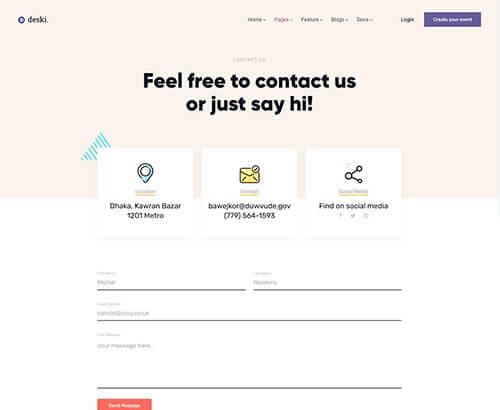 deski.
Home Pages Feature Blogs Docs Login Create your event
CONTACT US
Feel free to contact us
or just say hi!
Location
Dhaka, Kawran Bazar
1201 Metro
Contact
bawejkor@duwvude.gov
(779) 564-1593
Social Media
Find on social media
First Name
Michel
Last Name
Hawkins
Email Address
saimlal@zouj.co.uk
Your Message
your message here...
Send Message